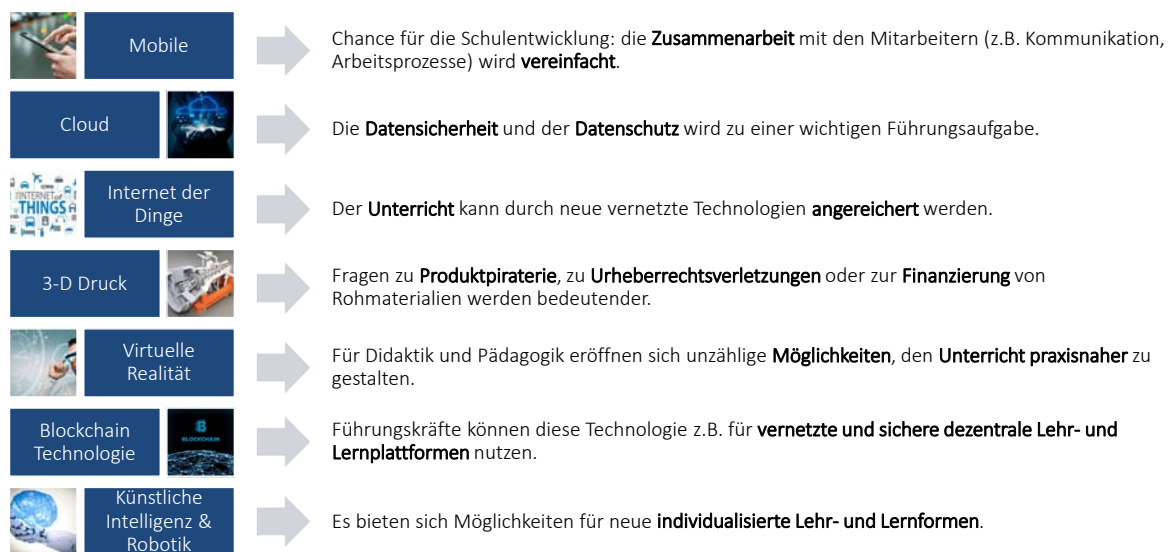 Mobile
Chance für die Schulentwicklung: die Zusammenarbeit mit den Mitarbeitern (z.B. Kommunikation,
Arbeitsprozesse) wird vereinfacht.
Cloud
Die Datensicherheit und der Datenschutz wird zu einer wichtigen Führungsaufgabe.
INTERNET OF
THINGS
Internet der
Dinge
Der Unterricht kann durch neue vernetzte Technologien angereichert werden.
3-D Druck
Fragen zu Produktpiraterie, zu Urheberrechtsverletzungen oder zur Finanzierung von
Rohmaterialien werden bedeutender.
Virtuelle
Realität
Für Didaktik und Pädagogik eröffnen sich unzählige Möglichkeiten, den Unterricht praxisnaher zu
gestalten.
Blockchain
Technologie
BLOCKCHAIN
Führungskräfte können diese Technologie z.B. für vernetzte und sichere dezentrale Lehr- und
Lernplattformen nutzen.
Künstliche
Intelligenz &
Robotik
Es bieten sich Möglichkeiten für neue individualisierte Lehr- und Lernformen.